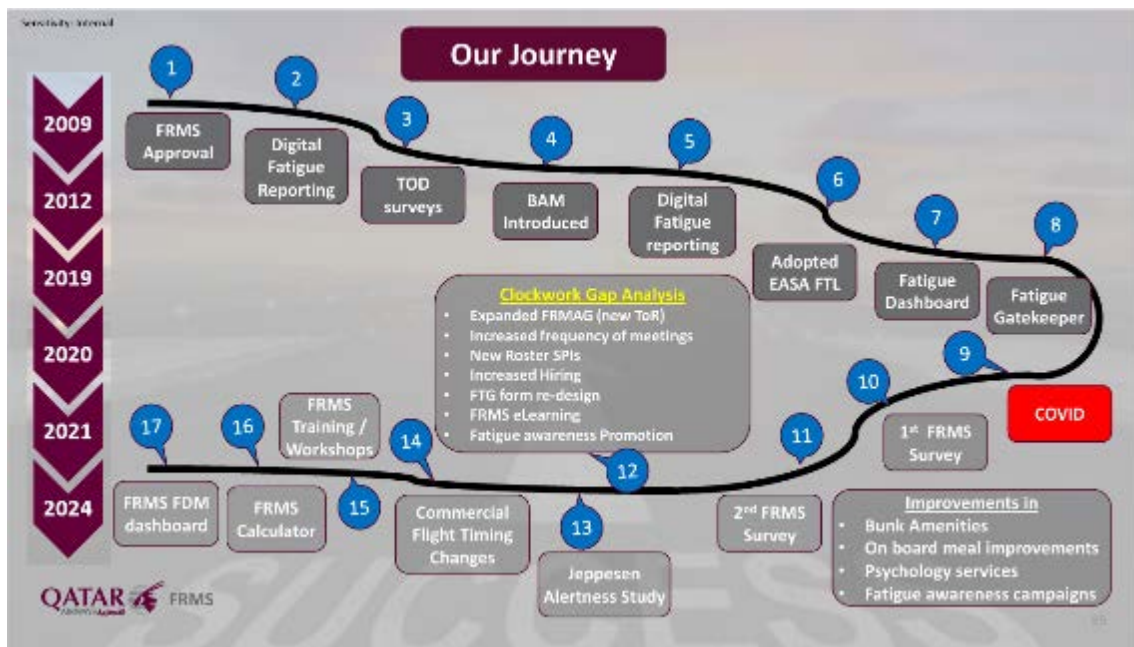 Sensitivity: Internal
Our Journey
2009
2012
2019
2020
2021
2024
1
FRMS
Approval
2
Digital
Fatigue
Reporting
3
TOD
surveys
4
BAM
Introduced
5
Digital
Fatigue
reporting
6
Adopted
EASA FTL
7
Fatigue
Dashboard
8
Fatigue
Gatekeeper
9
COVID
10
1st FRMS
Survey
11
2nd FRMS
Survey
12
Clockwork Gap Analysis
• Expanded FRMAG (new ToR)
• Increased frequency of meetings
• New Roster SPIs
• Increased Hiring
• FTG form re-design
• FRMS eLearning
• Fatigue awareness Promotion
13
Jeppesen
Alertness Study
14
Commercial
Flight Timing
Changes
15
FRMS
Training /
Workshops
16
FRMS
Calculator
17
FRMS FDM
dashboard
Improvements in
• Bunk Amenities
• On board meal improvements
• Psychology services
• Fatigue awareness campaigns
QATAR
FRMS
SUCCESS